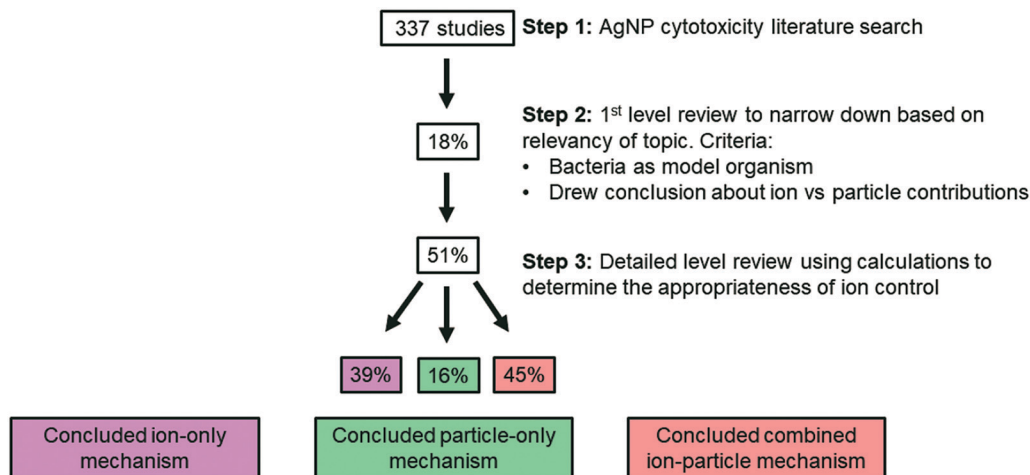 337 studies
Step 1: AgNP cytotoxicity literature search
18%
Step 2: 1st level review to narrow down based on
relevancy of topic. Criteria:
• Bacteria as model organism
• Drew conclusion about ion vs particle contributions
51%
Step 3: Detailed level review using calculations to
determine the appropriateness of ion control
39%
16%
45%
Concluded ion-only
mechanism
Concluded particle-only
mechanism
Concluded combined
ion-particle mechanism